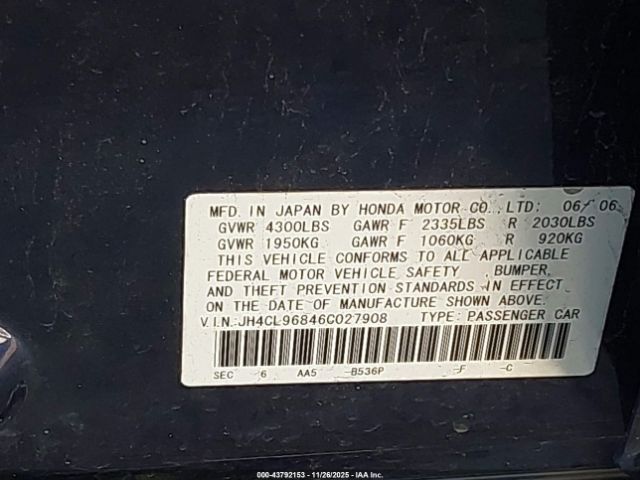 MFD. IN JAPAN BY HONDA MOTOR CO., LTD: 06/06
GVWR 4300LBS GAWR F 2335LBS R 2030LBS
GVWR 1950KG GAWR F 1060KG R 920KG
THIS VEHICLE CONFORMS TO ALL APPLICABLE
FEDERAL MOTOR VEHICLE SAFETY , BUMPER,
AND THEFT PREVENTION STANDARDS IN EFFECT
ON THE DATE OF MANUFACTURE SHOWN ABOVE.
V.I.N: JH4CL96846C027908 TYPE: PASSENGER CAR
SEC 6 AA5 -B536P -F -C
000-43792153 - 11/26/2025 - IAA Inc.